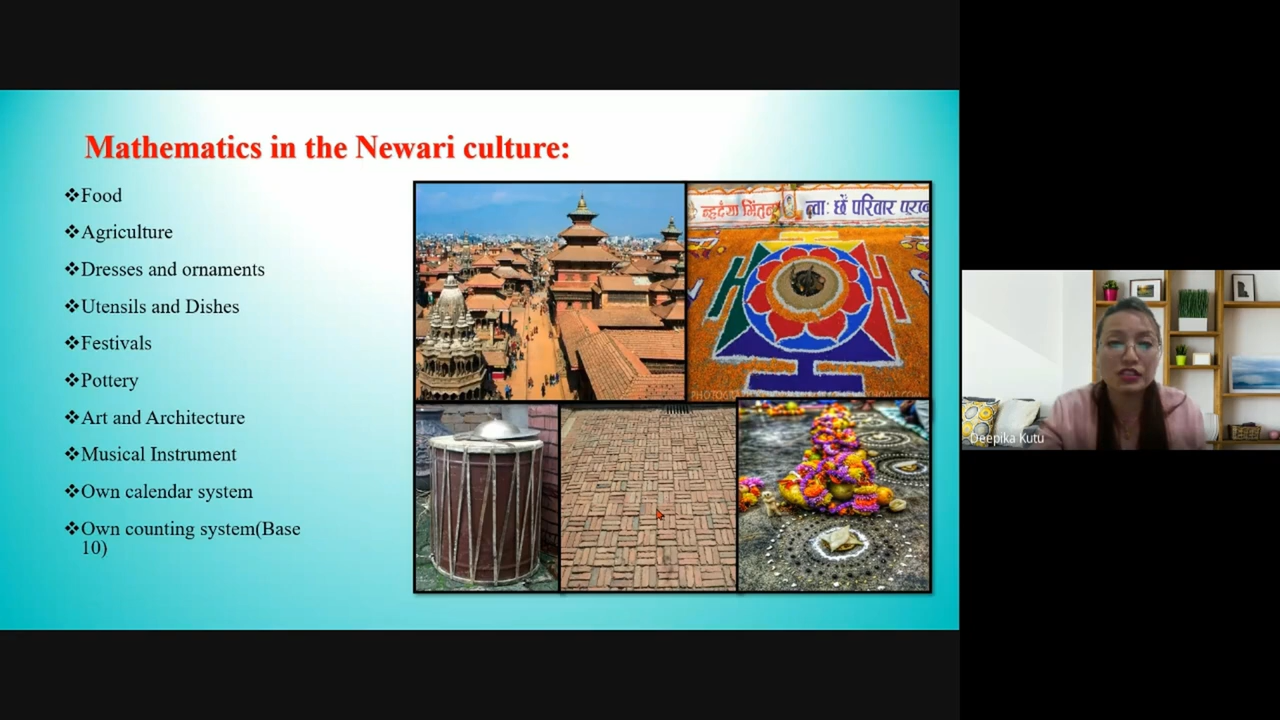 Mathematics in the Newari culture:
❖Food
❖Agriculture
❖Dresses and ornaments
❖Utensils and Dishes
❖Festivals
❖Pottery
❖Art and Architecture
❖Musical Instrument
❖Own calendar system
❖Own counting system(Base
10)
परिवार
Deepika Kutu